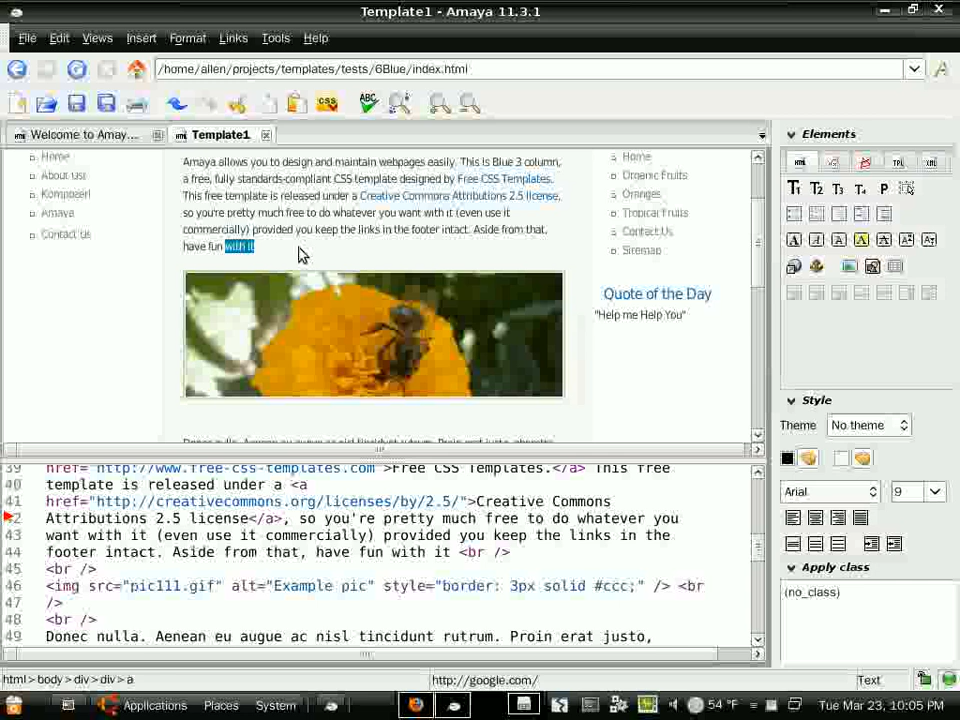 Template1 - Amaya 11.3.1
File Edit Views Insert Format Links Tools Help
/home/allen/projects/templates/tests/6Blue/index.html
ABC
CSS
Welcome to Amay...
Template1
Home
About Us!
Kompozer!
Amaya
Contact Us
Amaya allows you to design and maintain webpages easily. This Is Blue 3 column,
a free, fully standards-compliant CSS template designed by Free CSS Templates.
This free template is released under a Creative Commons Attributions 2.5 license,
so you're pretty much free to do whatever you want with it (even use it
commercially) provided you keep the links in the footer intact. Aside from that,
have fun with it
Home
Organic Fruits
Oranges
Tropical Fruits
Contact Us
Sitemap
Quote of the Day
"Help me Help You"
39 href="http://www.free-css-templates.com">Free CSS Templates.</a> This free
40 template is released under a <a
41 href="http://creativecommons.org/licenses/by/2.5/">Creative Commons
42 Attributions 2.5 license</a>, so you're pretty much free to do whatever you
43 want with it (even use it commercially) provided you keep the links in the
44 footer intact. Aside from that, have fun with it <br />
45 <br />
46 <img src="pic111.gif" alt="Example pic" style="border: 3px solid #ccc;" /> <br
47 />
48 <br />
49 Donec nulla. Aenean eu augue ac nisl tincidunt rutrum. Proin erat justo,
Elements
T1 T2 T3 T4 P
Style
Theme No theme
Arial 9
Apply class
(no_class)
html> body> div> div> a
http://google.com/
Text
Applications Places System
54 °F
Tue Mar 23, 10:05 PM